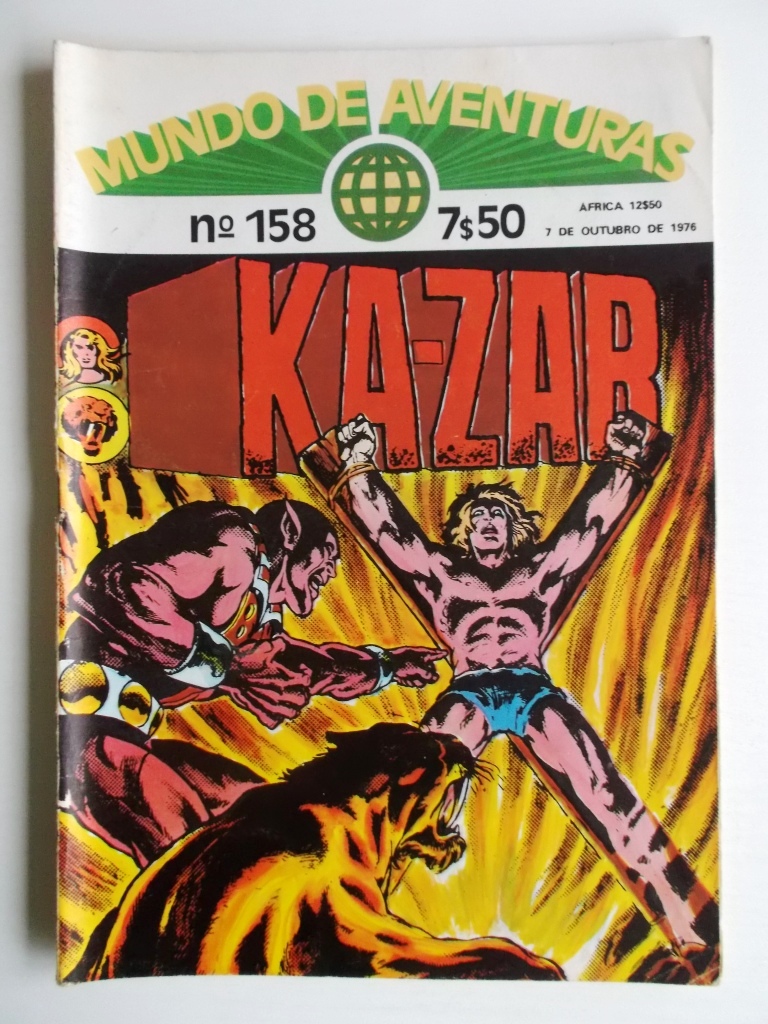 MUNDO DE AVENTURAS
nº 158
7$50
ÁFRICA 12$50
7 DE OUTUBRO DE 1976
KA-ZAR